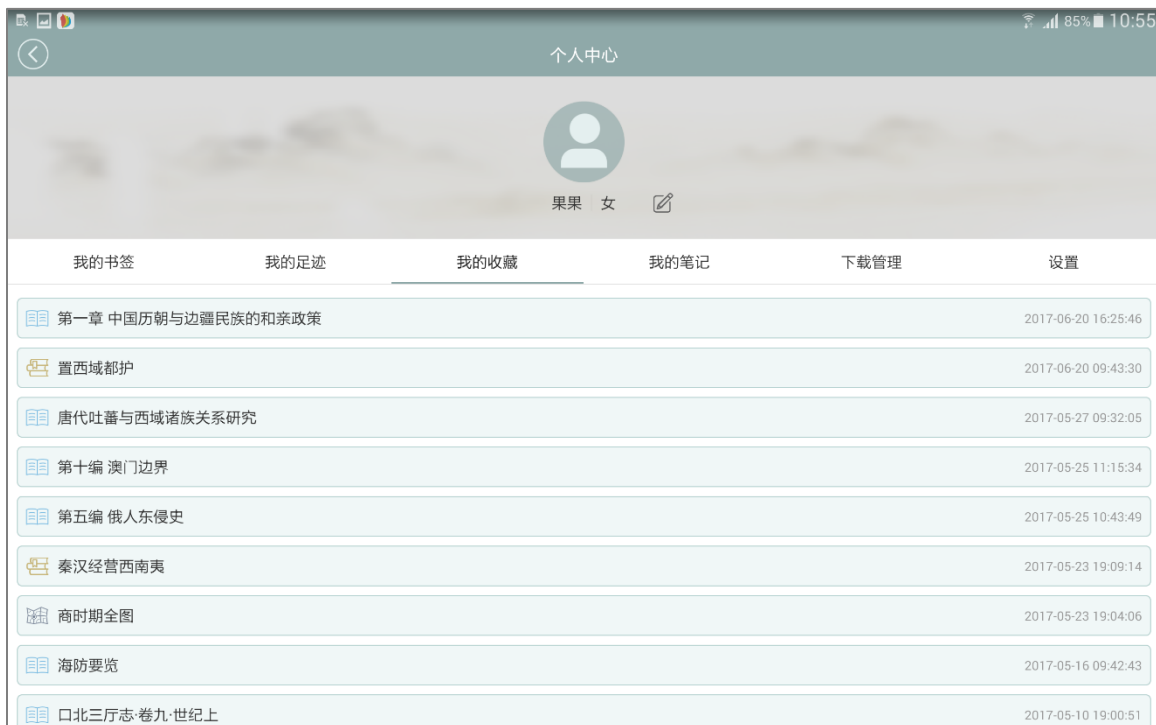 85% 10:55
个人中心
果果 女
我的书签 我的足迹 我的收藏 我的笔记 下载管理 设置
第一章 中国历朝与边疆民族的和亲政策 2017-06-20 16:25:46
置西域都护 2017-06-20 09:43:30
唐代吐蕃与西域诸族关系研究 2017-05-27 09:32:05
第十编 澳门边界 2017-05-25 11:15:34
第五编 俄人东侵史 2017-05-25 10:43:49
秦汉经营西南夷 2017-05-23 19:09:14
商时期全图 2017-05-23 19:04:06
海防要览 2017-05-16 09:42:43
口北三厅志·卷九·世纪上 2017-05-10 19:00:51